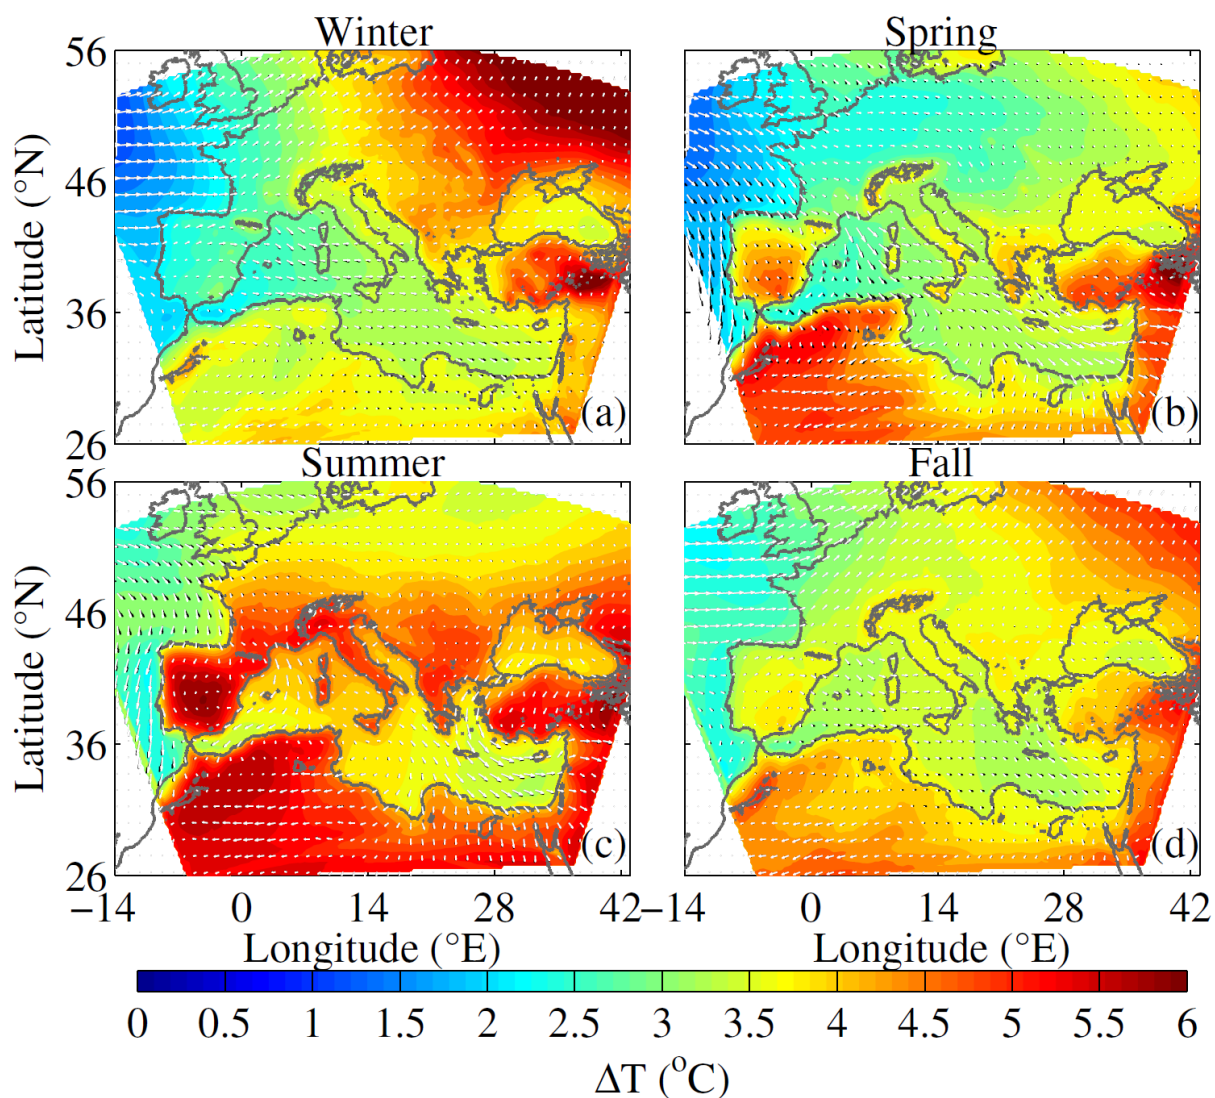 Winter
Spring
56
46
36
26
Latitude (°N)
(a)
(b)
Summer
Fall
56
46
36
26
Latitude (°N)
(c)
(d)
−14 0 14 28 42
−14 0 14 28 42
Longitude (°E)
Longitude (°E)
0 0.5 1 1.5 2 2.5 3 3.5 4 4.5 5 5.5 6
ΔT (°C)